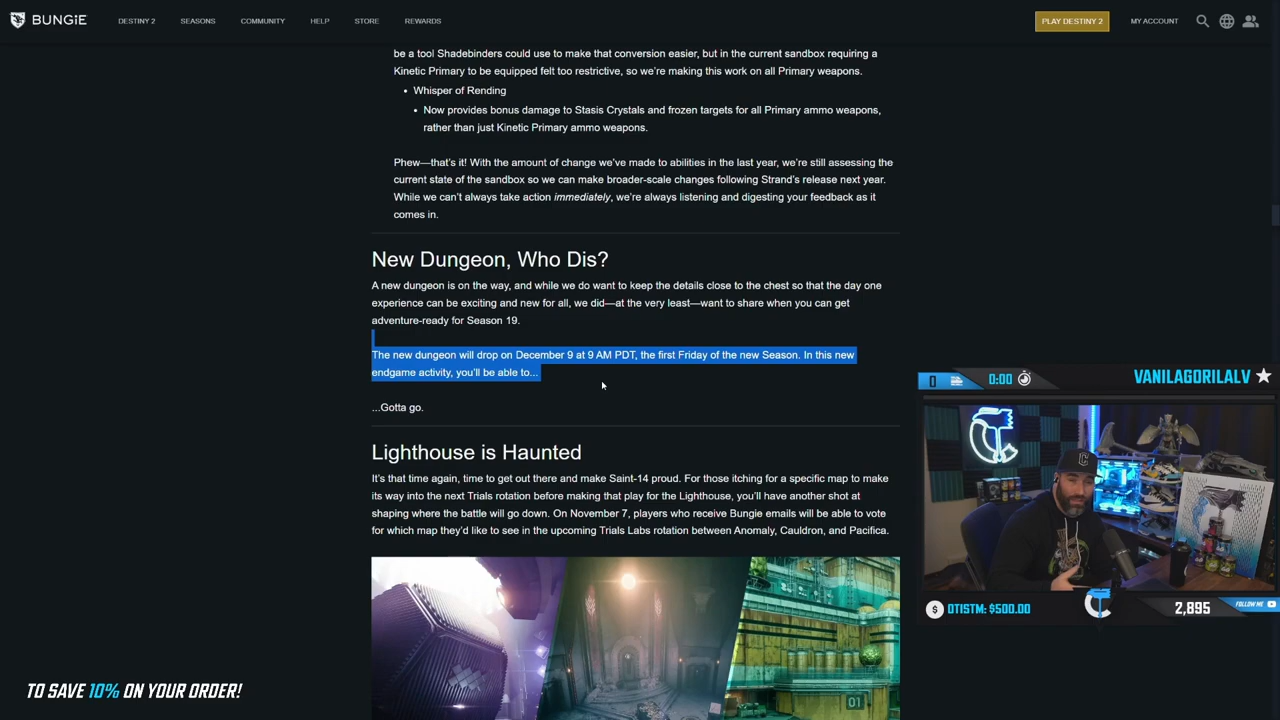 BUNGiE
DESTINY 2
SEASONS
COMMUNITY
HELP
STORE
REWARDS
PLAY DESTINY 2
MY ACCOUNT
be a tool Shadebinders could use to make that conversion easier, but in the current sandbox requiring a
Kinetic Primary to be equipped felt too restrictive, so we're making this work on all Primary weapons.
• Whisper of Rending
• Now provides bonus damage to Stasis Crystals and frozen targets for all Primary ammo weapons,
rather than just Kinetic Primary ammo weapons.
Phew—that's it! With the amount of change we've made to abilities in the last year, we're still assessing the
current state of the sandbox so we can make broader-scale changes following Strand's release next year.
While we can't always take action immediately, we're always listening and digesting your feedback as it
comes in.
New Dungeon, Who Dis?
A new dungeon is on the way, and while we do want to keep the details close to the chest so that the day one
experience can be exciting and new for all, we did—at the very least—want to share when you can get
adventure-ready for Season 19.
The new dungeon will drop on December 9 at 9 AM PDT, the first Friday of the new Season. In this new
endgame activity, you'll be able to...
...Gotta go.
Lighthouse is Haunted
It's that time again, time to get out there and make Saint-14 proud. For those itching for a specific map to make
its way into the next Trials rotation before making that play for the Lighthouse, you'll have another shot at
shaping where the battle will go down. On November 7, players who receive Bungie emails will be able to vote
for which map they'd like to see in the upcoming Trials Labs rotation between Anomaly, Cauldron, and Pacifica.
01
0
0:00
VANILAGORILALV
$ OTISTM: $500.00
2,895
FOLLOW ME
TO SAVE 10% ON YOUR ORDER!